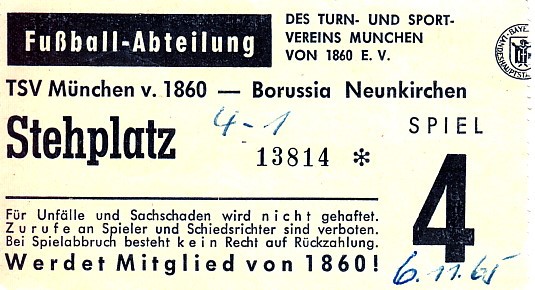 Fußball-Abteilung
DES TURN- UND SPORT-
VEREINS MUNCHEN
VON 1860 E. V.
TSV München v. 1860 — Borussia Neunkirchen
4-1
Stehplatz
13814 *
SPIEL
4
Für Unfälle und Sachschaden wird nicht gehaftet.
Zurufe an Spieler und Schiedsrichter sind verboten.
Bei Spielabbruch besteht kein Recht auf Rückzahlung.
Werdet Mitglied von 1860!
6.11.65